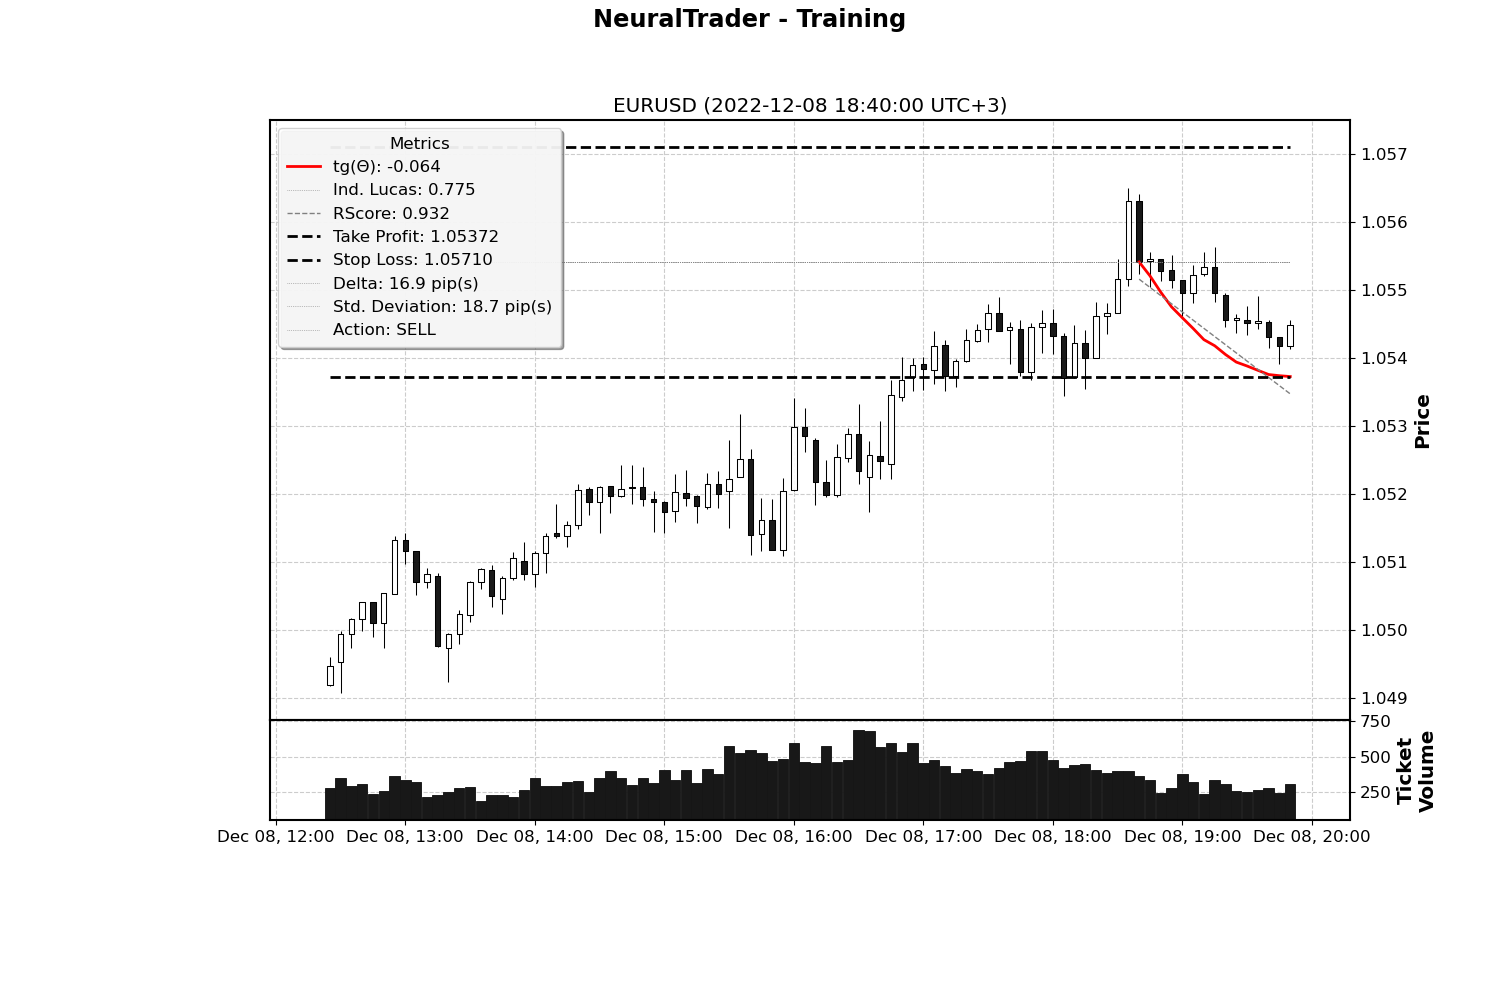 NeuralTrader - Training
EURUSD (2022-12-08 18:40:00 UTC+3)
Metrics
tg(Θ): -0.064
Ind. Lucas: 0.775
RScore: 0.932
Take Profit: 1.05372
Stop Loss: 1.05710
Delta: 16.9 pip(s)
Std. Deviation: 18.7 pip(s)
Action: SELL
1.057
1.056
1.055
1.054
1.053
1.052
1.051
1.050
1.049
Price
750
500
250
Ticket
Volume
Dec 08, 12:00 Dec 08, 13:00 Dec 08, 14:00 Dec 08, 15:00 Dec 08, 16:00 Dec 08, 17:00 Dec 08, 18:00 Dec 08, 19:00 Dec 08, 20:00